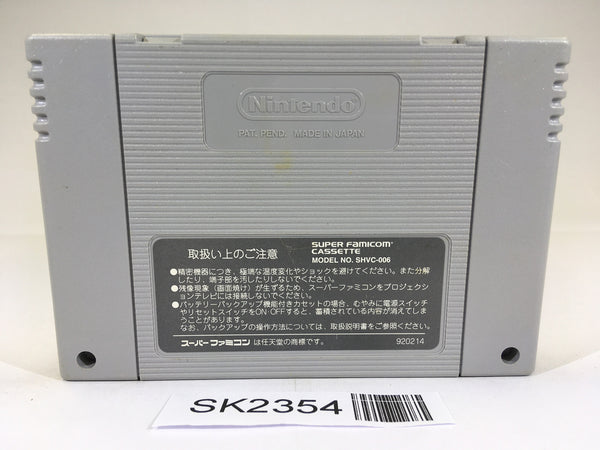 Nintendo
PAT. PEND. MADE IN JAPAN
取扱い上のご注意
SUPER FAMICOM
CASSETTE
MODEL NO. SHVC-006
●精密機器につき、極端な温度変化やショックを避けてください。また分解
したり、端子部を汚したりしないでください。
●残像現象（画面焼け）が生ずるため、スーパーファミコンをプロジェクシ
ョンテレビには接続しないでください。
●バッテリーバックアップ機能付きカセットの場合、むやみに電源スイッチ
やリセットスイッチをON・OFFすると、蓄積されている内容が消えてしま
うことがあります。
なお、バックアップの操作方法については、取扱説明書をご参照ください。
スーパーファミコン は任天堂の商標です。
920214
SK2354